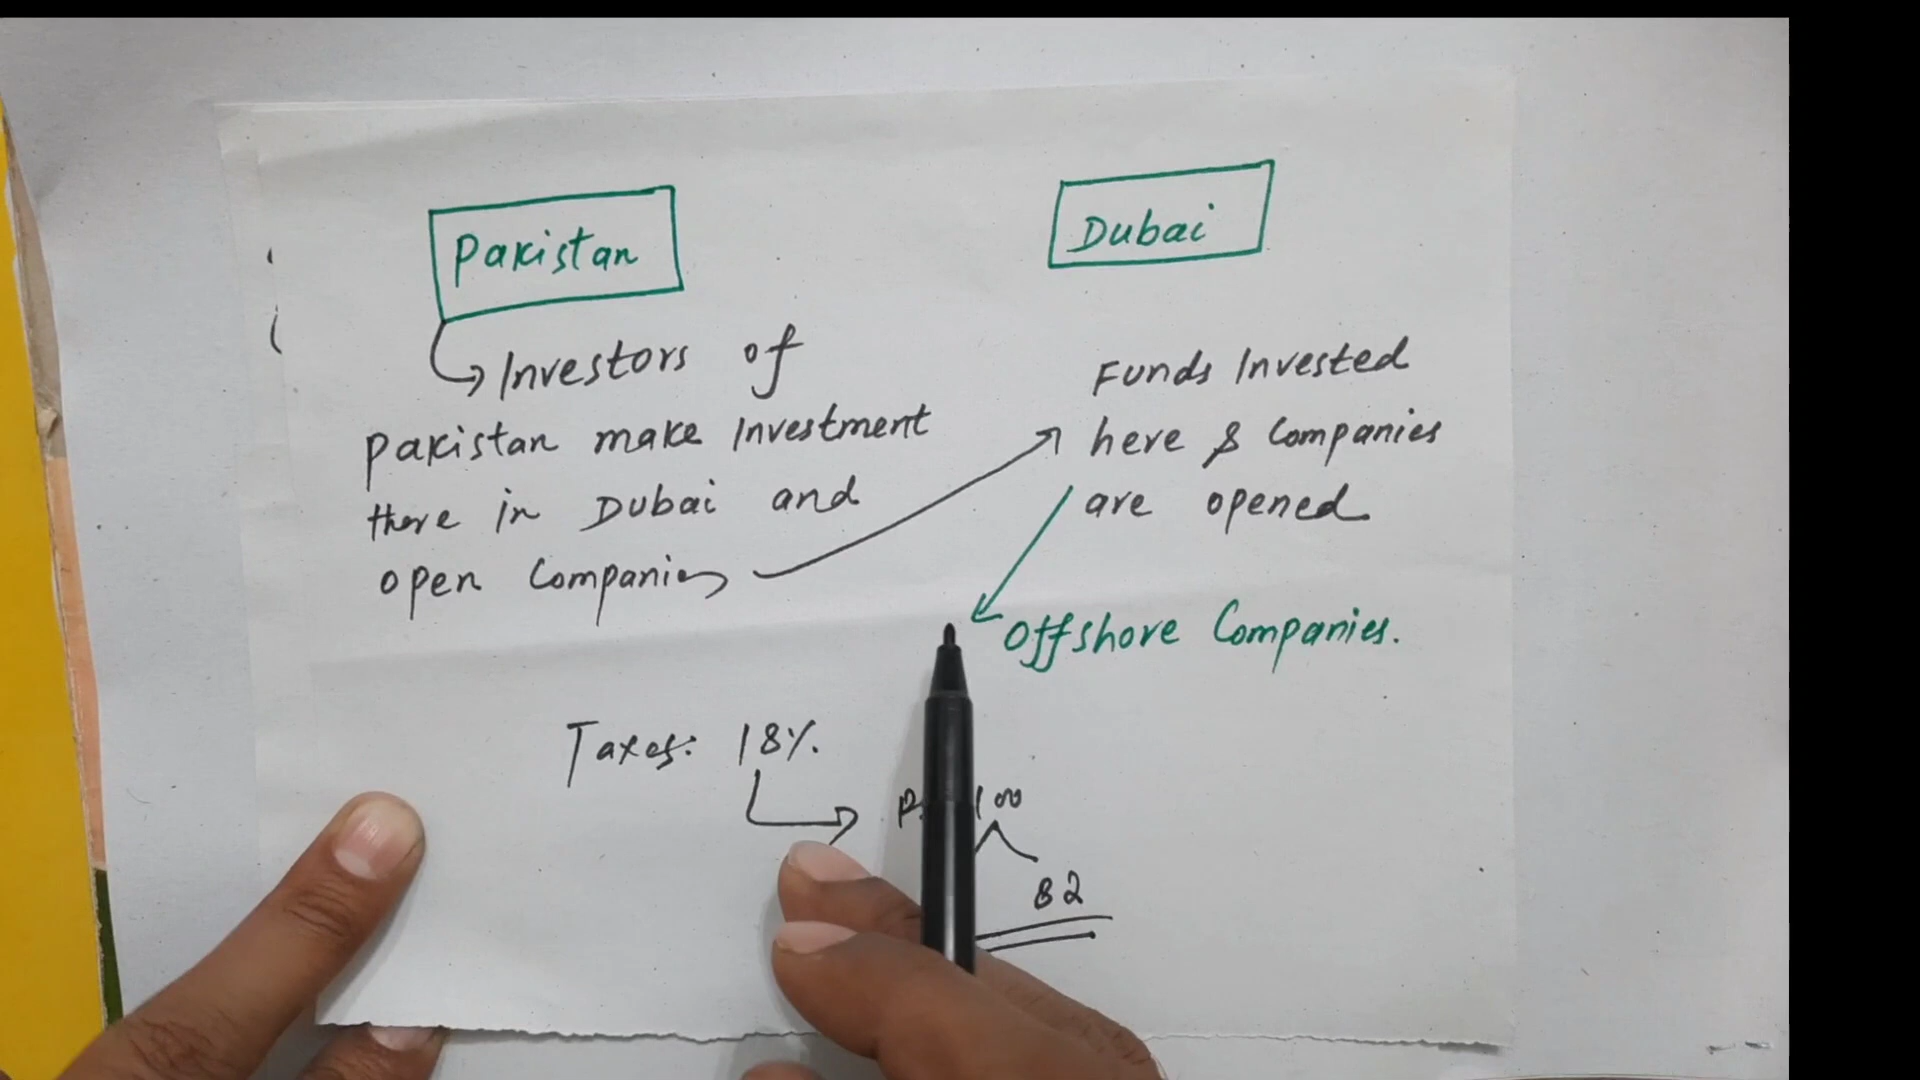 Pakistan
Investors of
Pakistan make Investment
there in Dubai and
open Companies
Dubai
Funds Invested
here & Companies
are opened
Offshore Companies.
Taxes: 18%.
100
82